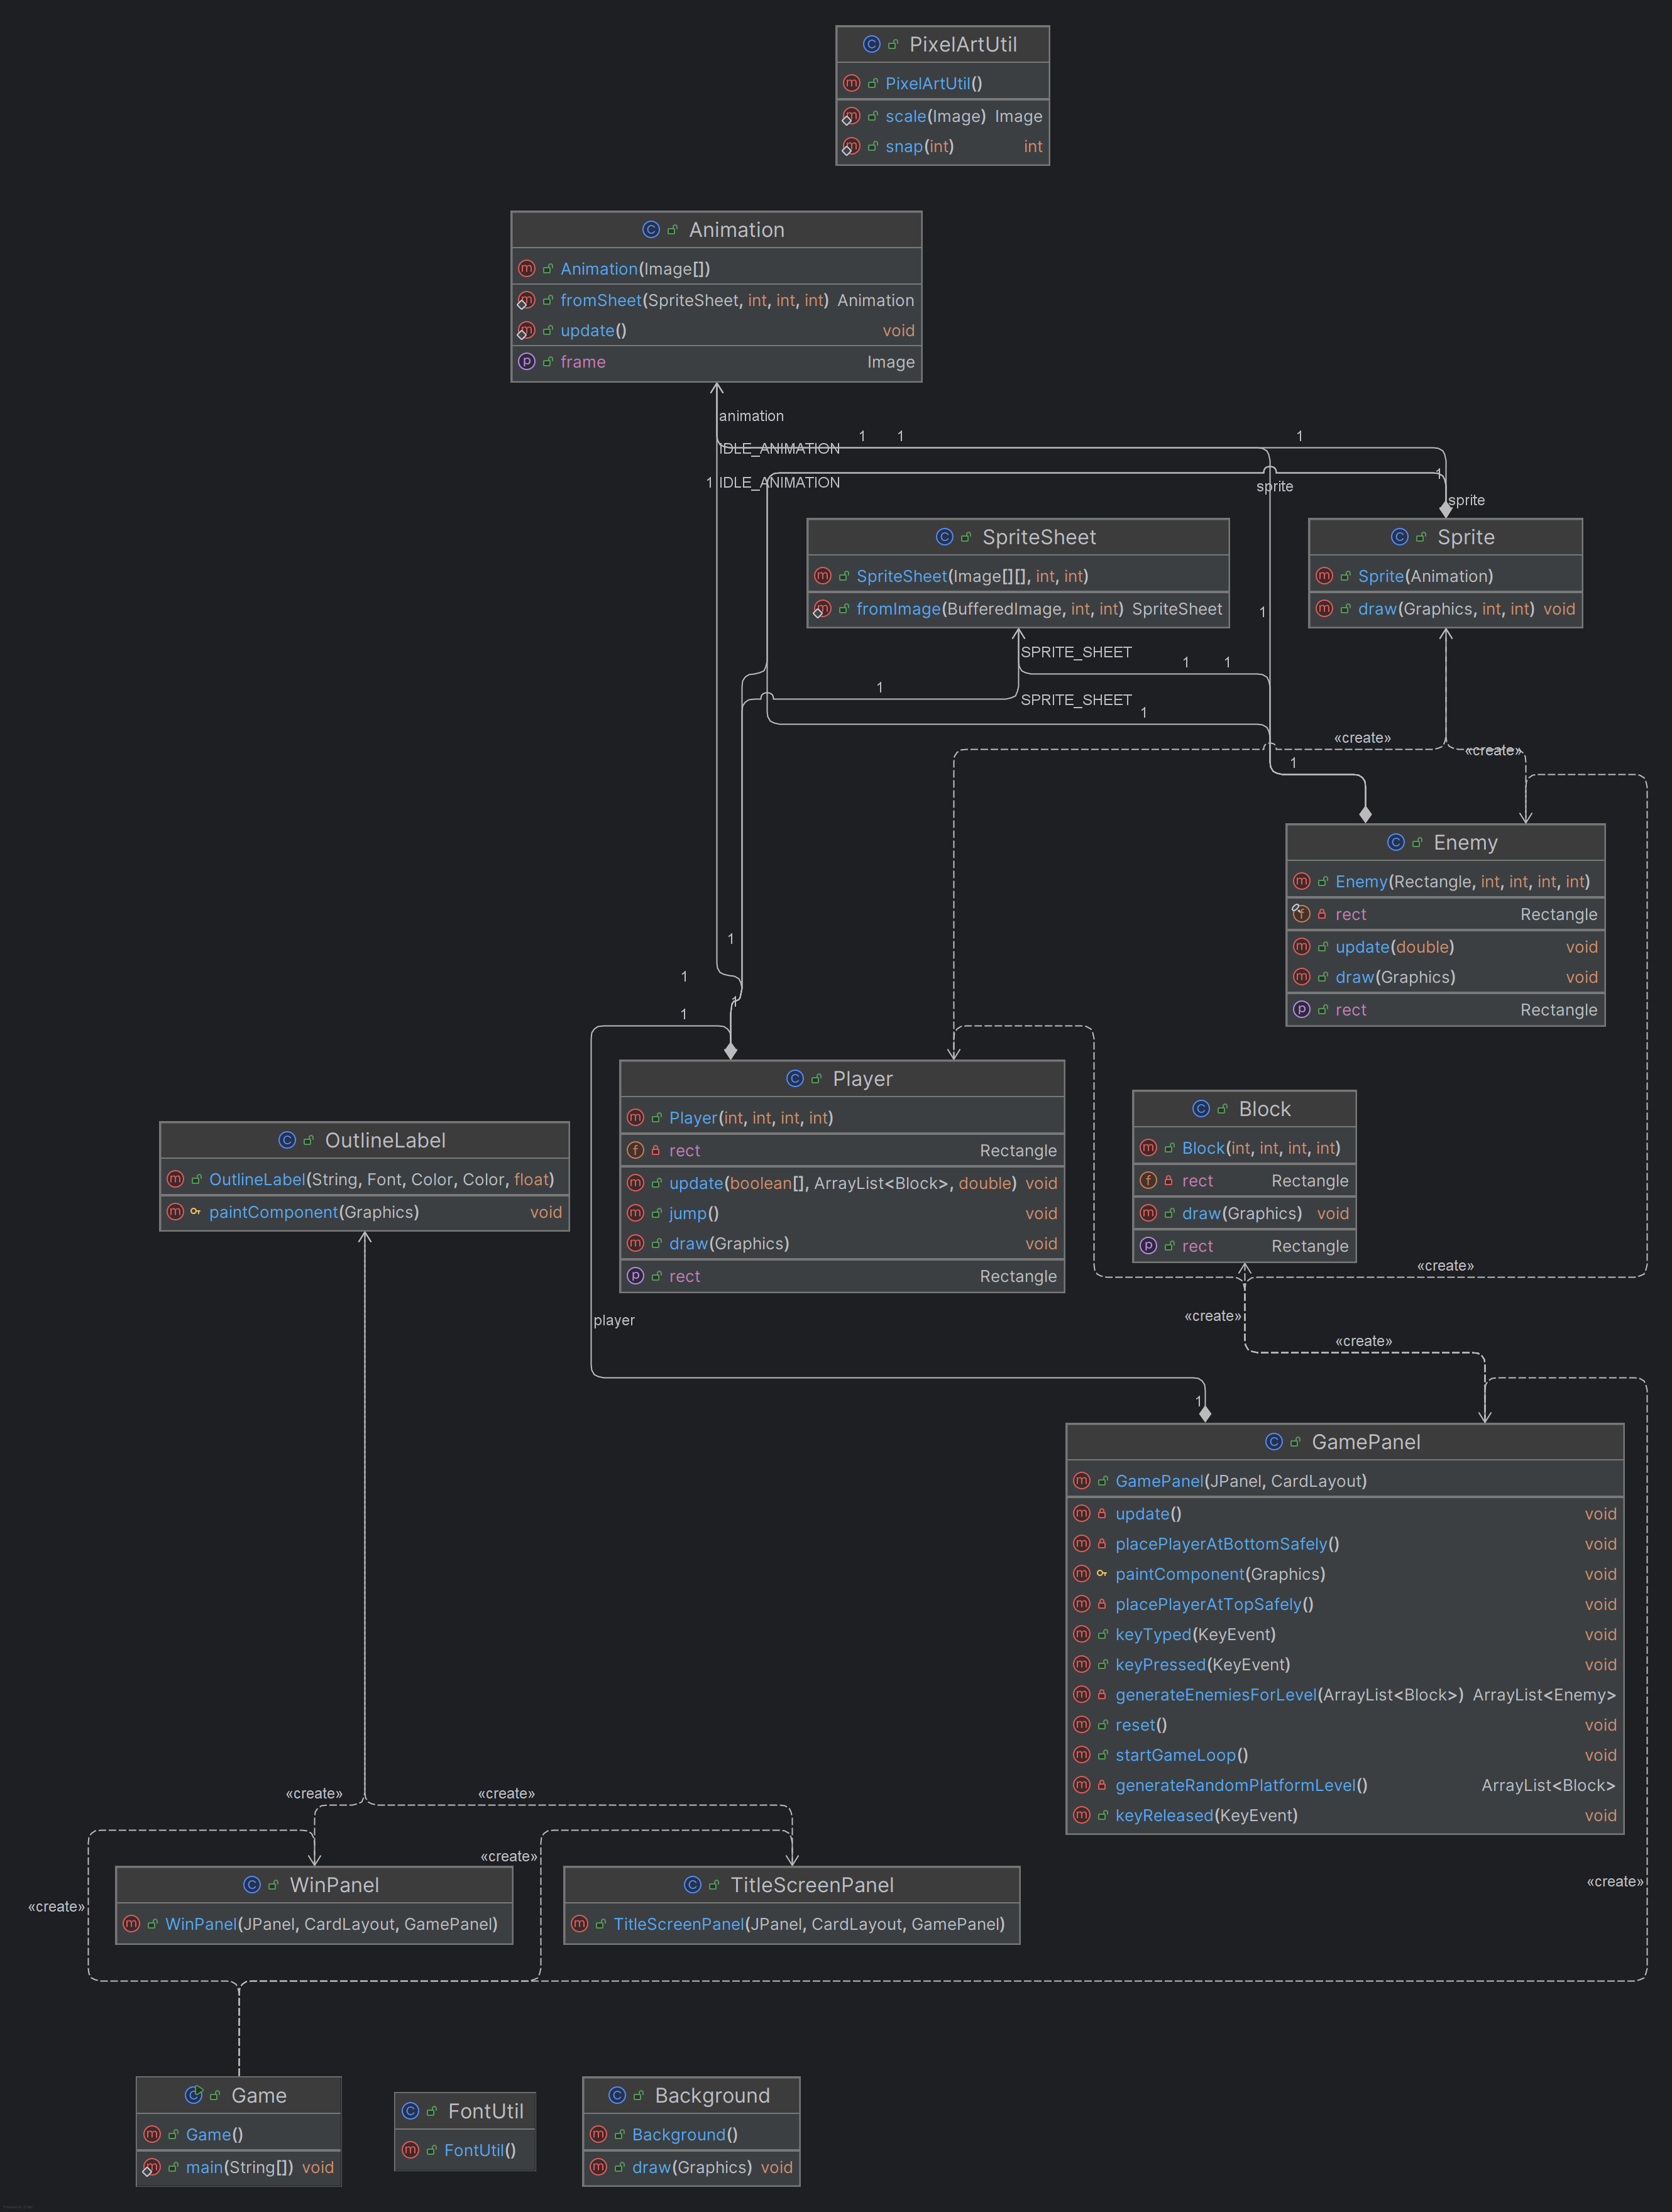 PixelArtUtil
PixelArtUtil()
scale(Image) Image
snap(int) int
Animation
Animation(Image[])
fromSheet(SpriteSheet, int, int, int) Animation
update() void
frame Image
animation
1 1 1
IDLE_ANIMATION
1
1 IDLE_ANIMATION
sprite
sprite
SpriteSheet
SpriteSheet(Image[][], int, int)
fromImage(BufferedImage, int, int) SpriteSheet
Sprite
Sprite(Animation)
draw(Graphics, int, int) void
1
SPRITE_SHEET
1 1
1
SPRITE_SHEET
1
«create»
«create»
1
Enemy
Enemy(Rectangle, int, int, int, int)
rect Rectangle
update(double) void
draw(Graphics) void
rect Rectangle
1
1
1
1
Player
Player(int, int, int, int)
rect Rectangle
update(boolean[], ArrayList<Block>, double) void
jump() void
draw(Graphics) void
rect Rectangle
Block
Block(int, int, int, int)
rect Rectangle
draw(Graphics) void
rect Rectangle
OutlineLabel
OutlineLabel(String, Font, Color, Color, float)
paintComponent(Graphics) void
«create»
«create»
player
«create»
1
GamePanel
GamePanel(JPanel, CardLayout)
update() void
placePlayerAtBottomSafely() void
paintComponent(Graphics) void
placePlayerAtTopSafely() void
keyTyped(KeyEvent) void
keyPressed(KeyEvent) void
generateEnemiesForLevel(ArrayList<Block>) ArrayList<Enemy>
reset() void
startGameLoop() void
generateRandomPlatformLevel() ArrayList<Block>
keyReleased(KeyEvent) void
«create» «create»
«create»
«create»
«create»
WinPanel
WinPanel(JPanel, CardLayout, GamePanel)
TitleScreenPanel
TitleScreenPanel(JPanel, CardLayout, GamePanel)
Game
Game()
main(String[]) void
FontUtil
FontUtil()
Background
Background()
draw(Graphics) void